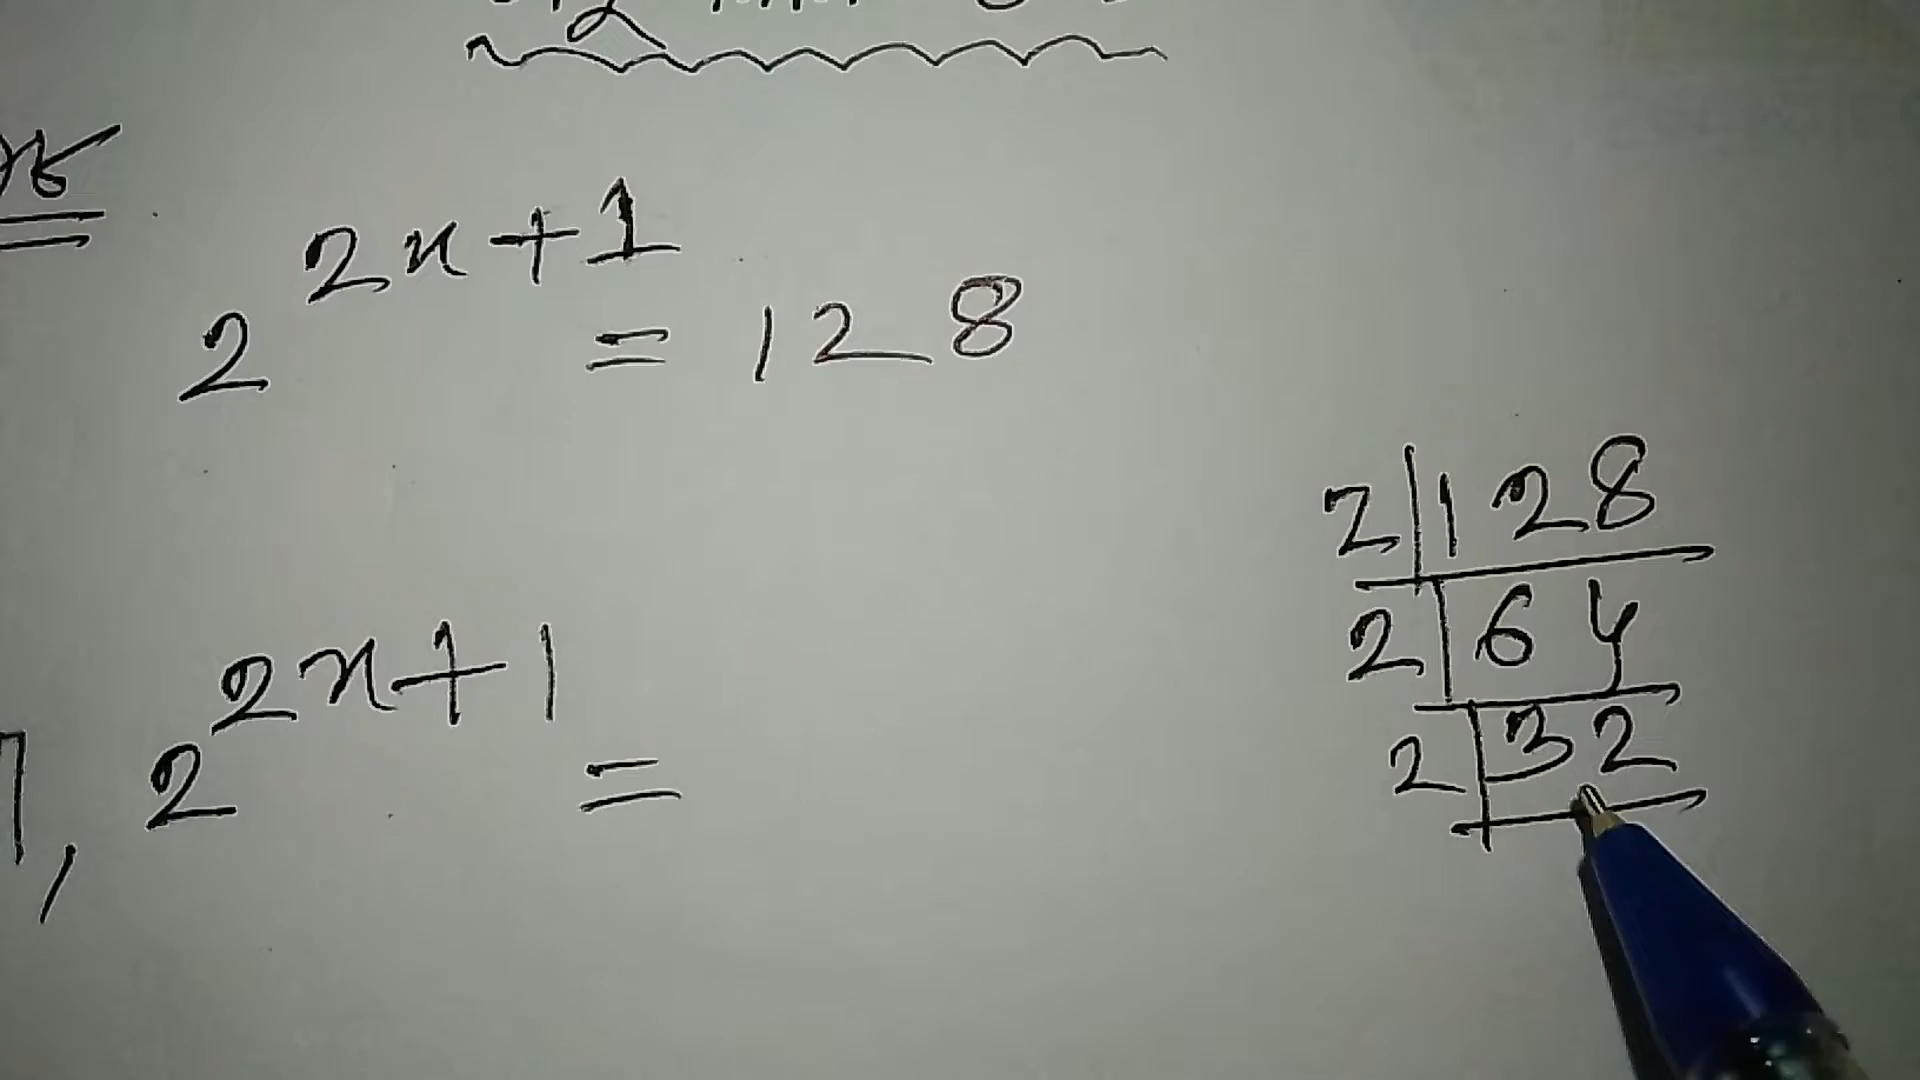 2^{2x+1} = 128
2 | 128
2 | 64
2 | 32
2^{2x+1} =